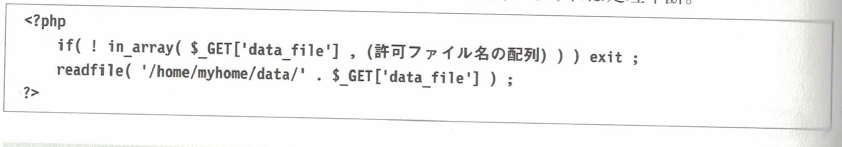 <?php
if( ! in_array( $_GET['data_file'] , (許可ファイル名の配列) ) ) exit ;
readfile( '/home/myhome/data/' . $_GET['data_file'] ) ;
?>